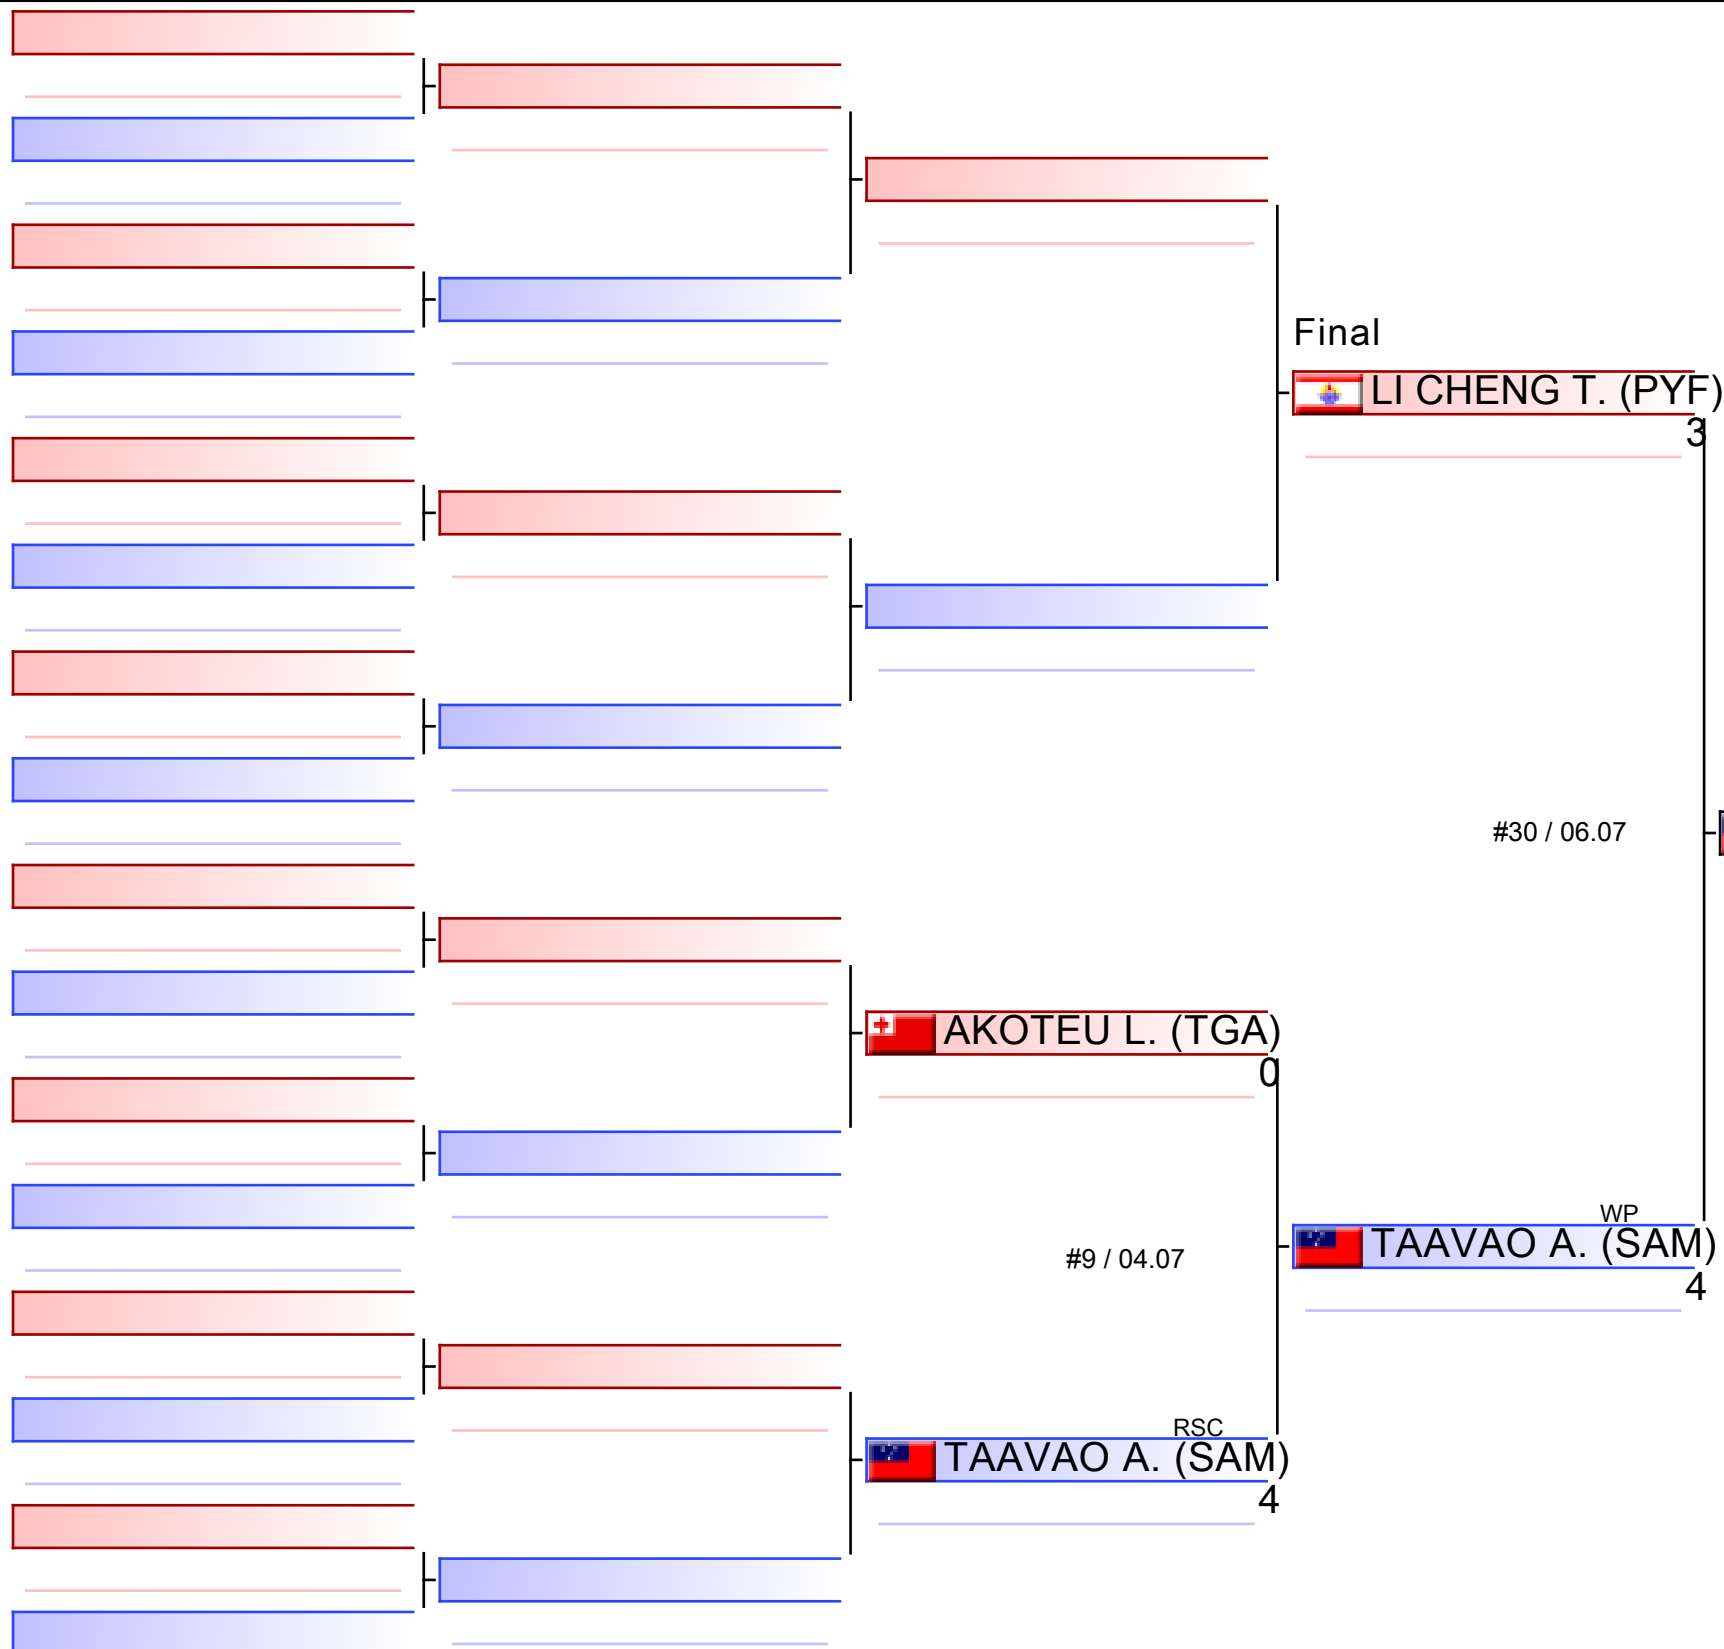 Final
LI CHENG T. (PYF)
3
#30 / 06.07
AKOTEU L. (TGA)
0
WP
TAAVAO A. (SAM)
4
#9 / 04.07
RSC
TAAVAO A. (SAM)
4